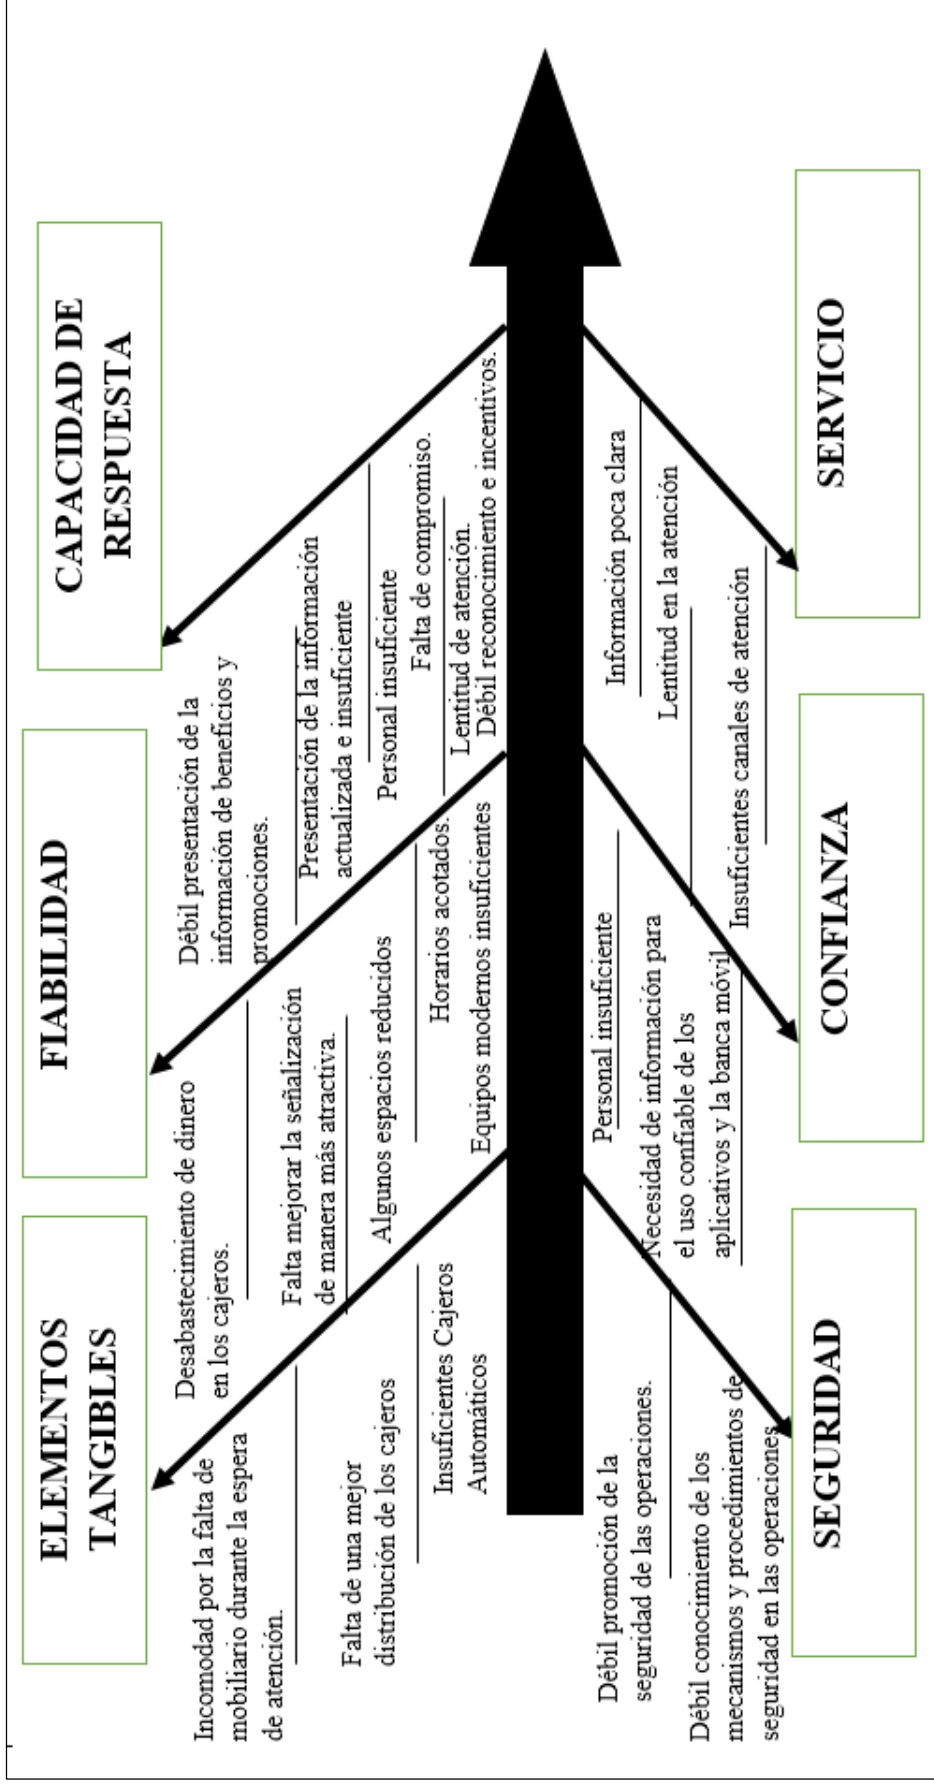 ELEMENTOS
TANGIBLES
FIABILIDAD
CAPACIDAD DE
RESPUESTA
Incomodad por la falta de
mobiliario durante la espera
de atención.
Falta de una mejor
distribución de los cajeros
Insuficientes Cajeros
Automáticos
Desabastecimiento de dinero
en los cajeros.
Falta mejorar la señalización
de manera más atractiva.
Algunos espacios reducidos
Horarios acotados.
Equipos modernos insuficientes
Débil presentación de la
información de beneficios y
promociones.
Presentación de la información
actualizada e insuficiente
Personal insuficiente
Falta de compromiso.
Lentitud de atención.
Débil reconocimiento e incentivos.
Débil promoción de la
seguridad de las operaciones.
Débil conocimiento de los
mecanismos y procedimientos de
seguridad en las operaciones
Personal insuficiente
Necesidad de información para
el uso confiable de los
aplicativos y la banca móvil
Información poca clara
Lentitud en la atención
Insuficientes canales de atención
SEGURIDAD
CONFIANZA
SERVICIO